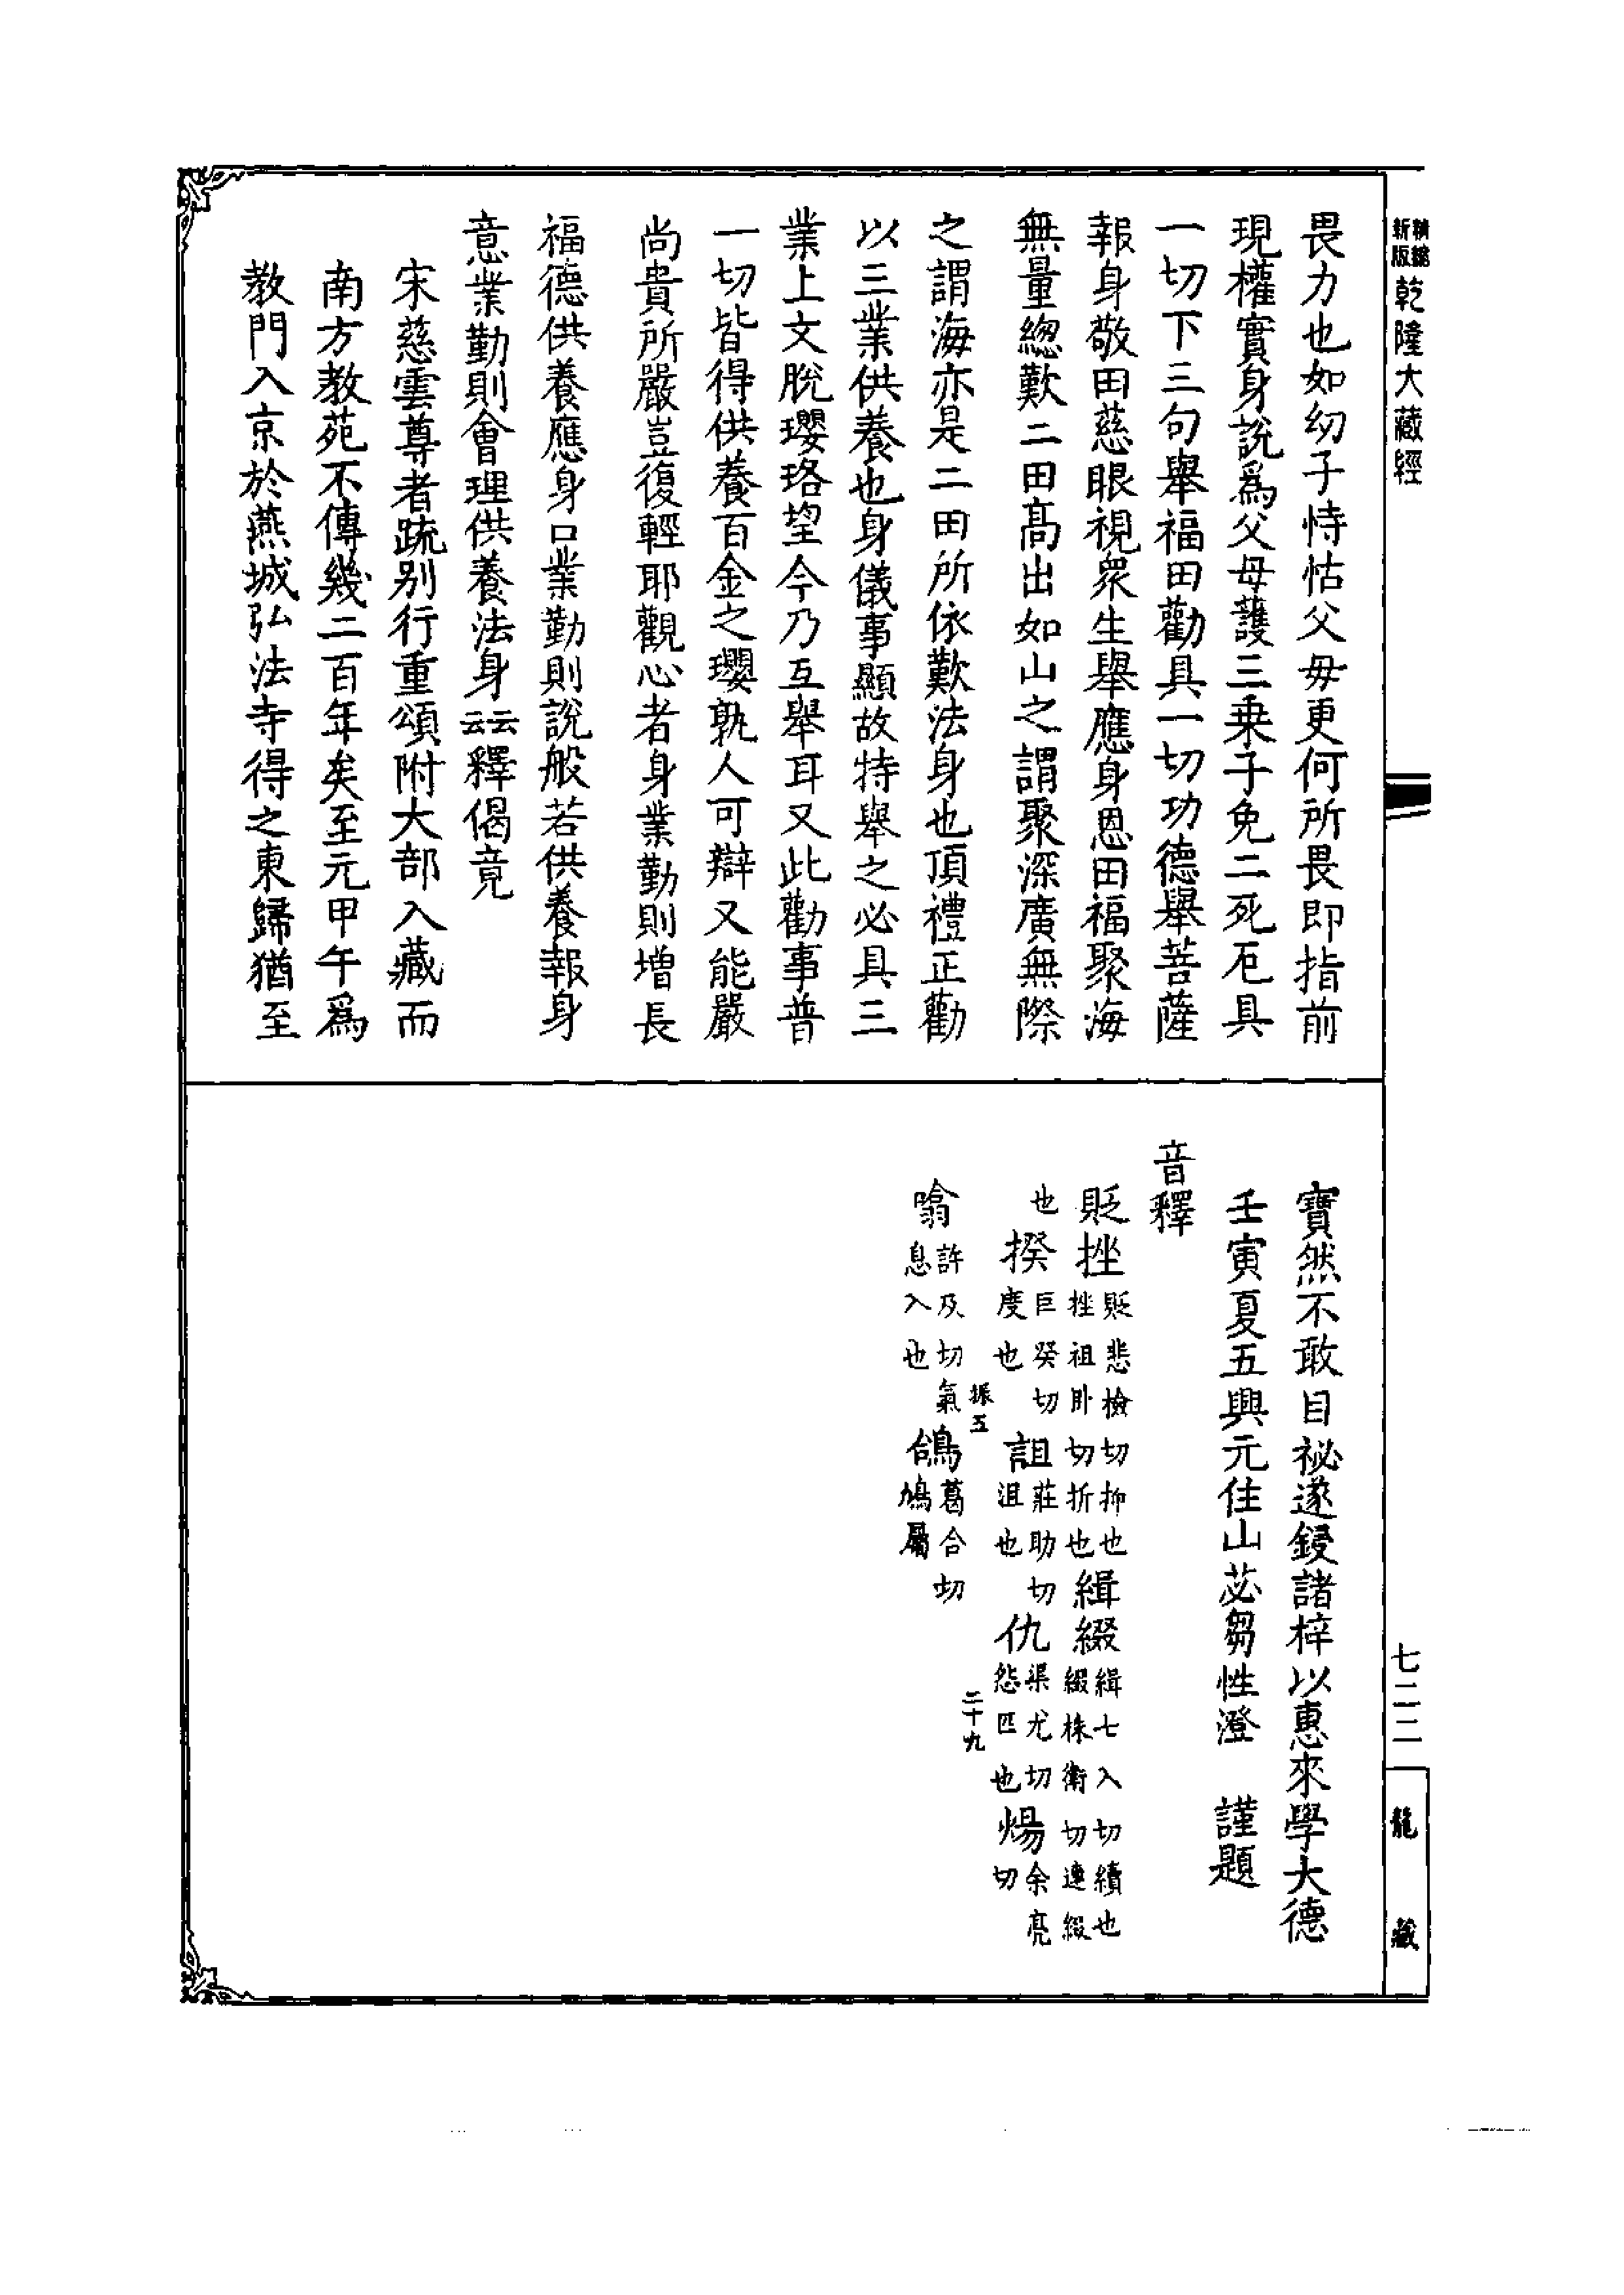 新版
精縮
乾隆大藏經
畏力也如幼子恃怙父毋更何所畏即指前
現權實身說爲父母護三乗子免二死厄具
一切下三句舉福田勸具一切功德舉菩薩
報身敬田慈眼視衆生舉應身恩田福聚海
無量總歎二田髙出如山之謂聚深廣無際
之謂海亦是二田所依歎法身也頂禮正勸
以三業供養也身儀事顯故特舉之必具三
業上文脫瓔珞望今乃互舉耳又此勸事普
一切皆得供養百金之瓔孰人可辯又能嚴
尚貴所嚴豈復輕耶觀心者身業勤則增長
福德供養應身口業勤則說般若供養報身
意業勤則會理供養法身云云釋偈竟
宋慈雲尊者疏别行重頌附大部入藏而
南方教苑不傳幾二百年矣至元甲午爲
教門入京於燕城弘法寺得之東歸猶至
寶然不敢自祕遂鋟諸梓以惠來學大德
壬寅夏五興元住山苾芻性澄　謹題
音釋
貶挫貶悲檢切抑也挫祖卧切折也緝綴緝七入切續也綴株衛切連綴
也揆巨癸切度也詛莊助切沮也仇渠尤切怨匹也煬余亮切
振五
二十九
噏許及切氣息入也鴿葛合切鳩屬
七二二
龍藏